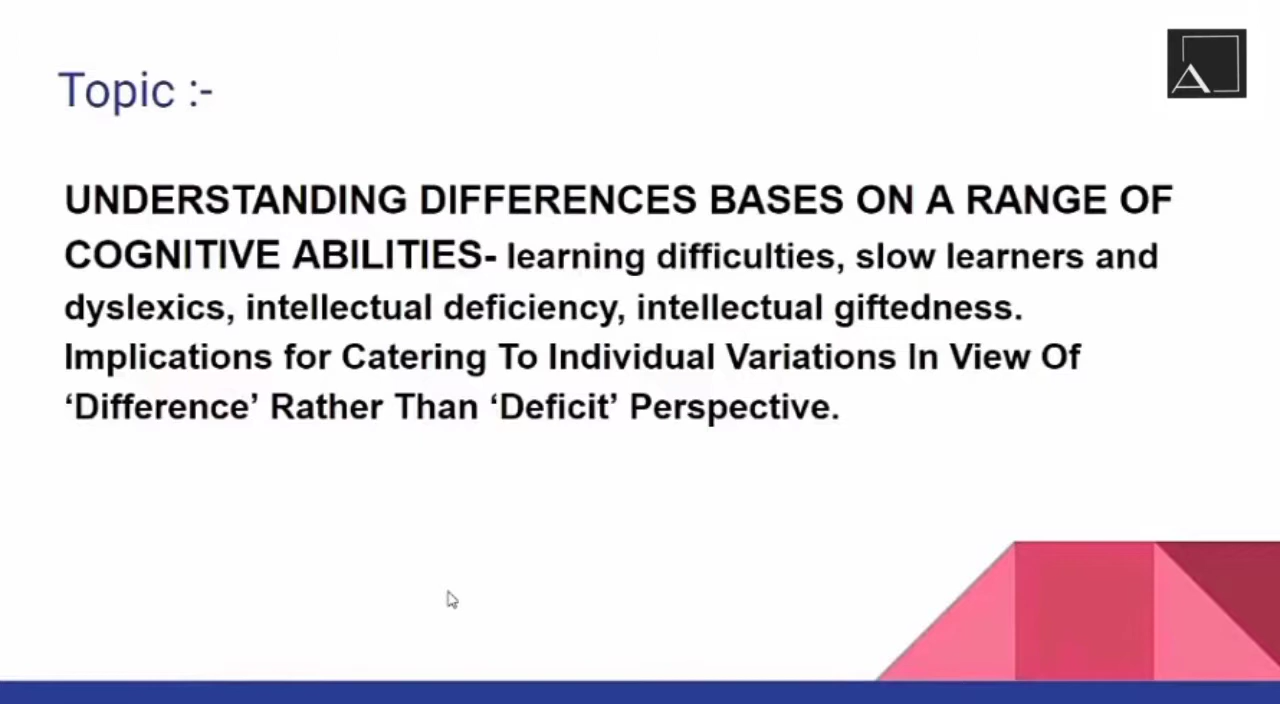 Topic :-
A
UNDERSTANDING DIFFERENCES BASES ON A RANGE OF
COGNITIVE ABILITIES- learning difficulties, slow learners and
dyslexics, intellectual deficiency, intellectual giftedness.
Implications for Catering To Individual Variations In View Of
‘Difference’ Rather Than ‘Deficit’ Perspective.